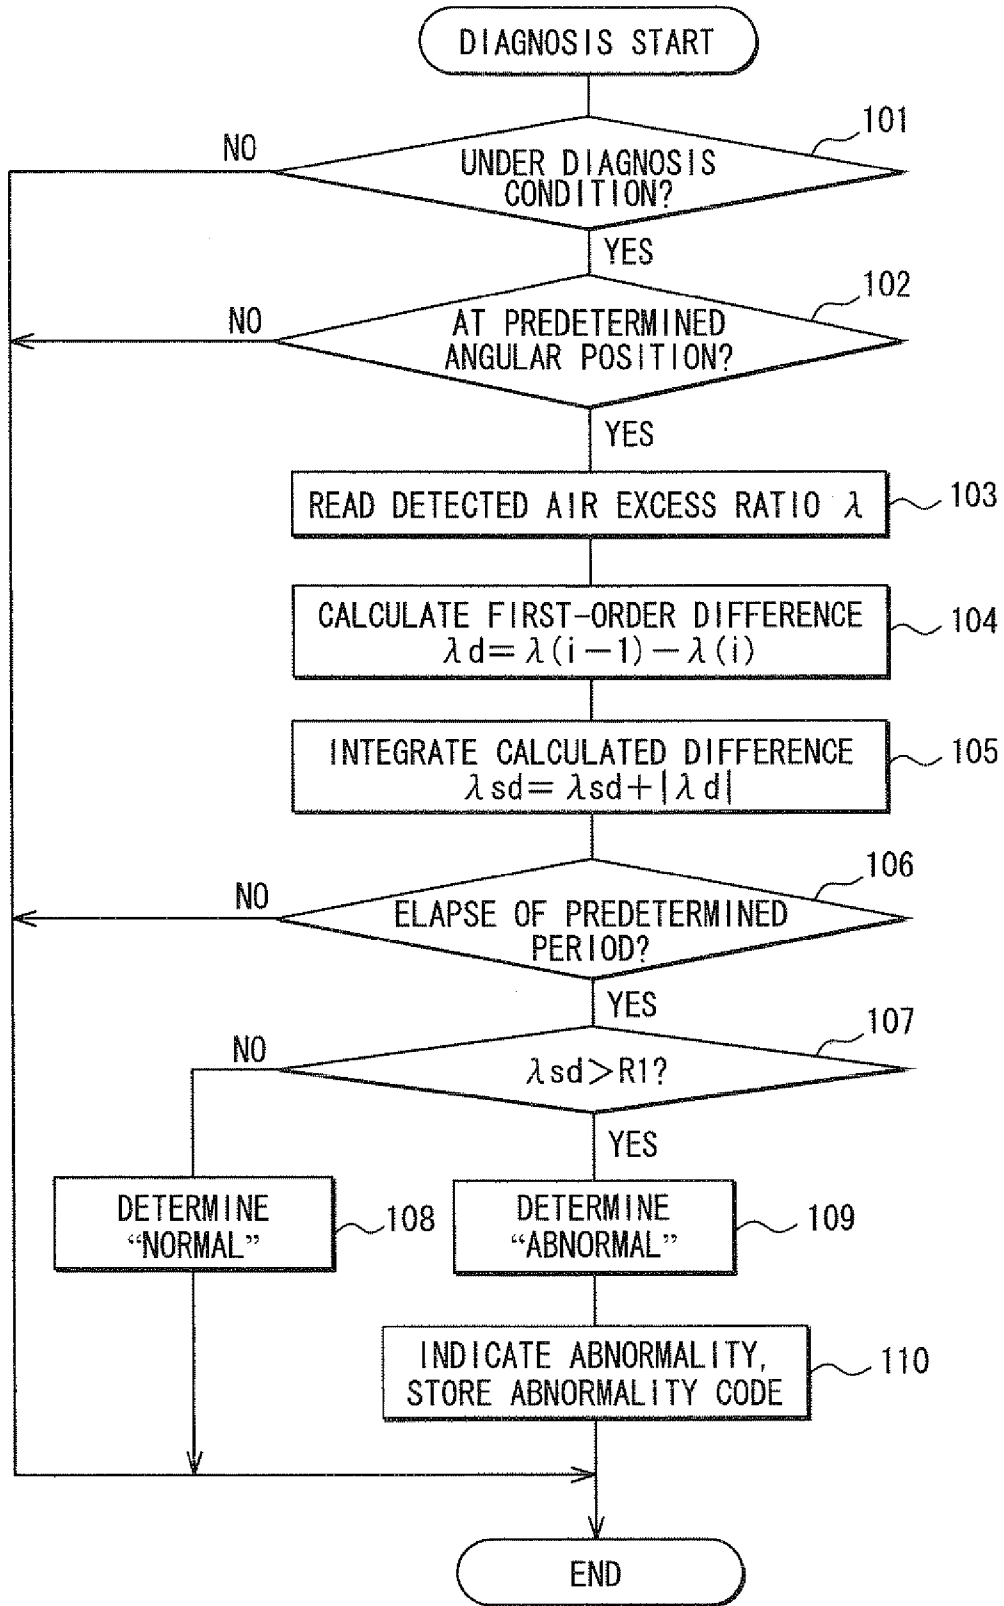 DIAGNOSIS START
101
NO
UNDER DIAGNOSIS
CONDITION?
YES
102
NO
AT PREDETERMINED
ANGULAR POSITION?
YES
READ DETECTED AIR EXCESS RATIO λ
103
CALCULATE FIRST-ORDER DIFFERENCE
λd=λ(i-1)-λ(i)
104
INTEGRATE CALCULATED DIFFERENCE
λsd=λsd+|λd|
105
106
NO
ELAPSE OF PREDETERMINED
PERIOD?
YES
107
NO
λsd>R1?
YES
DETERMINE
“NORMAL”
108
DETERMINE
“ABNORMAL”
109
INDICATE ABNORMALITY,
STORE ABNORMALITY CODE
110
END